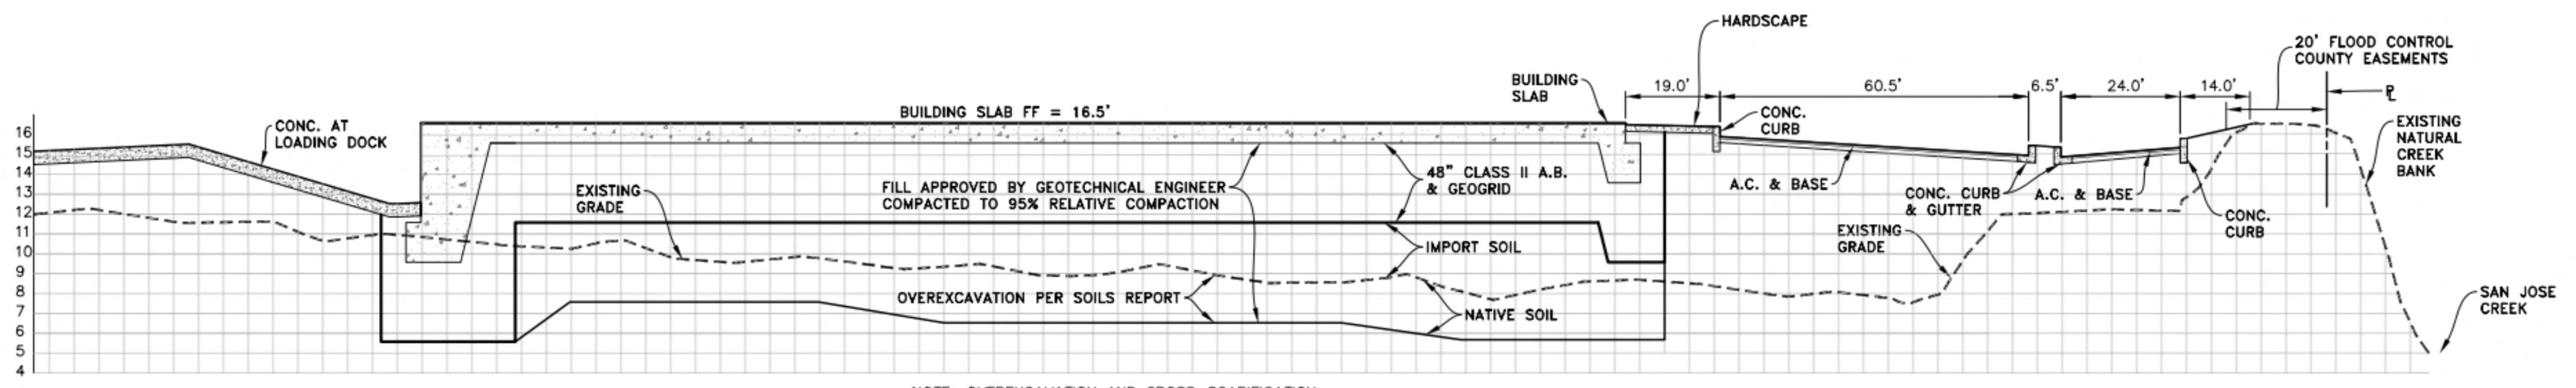 HARDSCAPE
20' FLOOD CONTROL
COUNTY EASEMENTS
BUILDING
SLAB
19.0'
60.5'
6.5'
24.0'
14.0'
BUILDING SLAB FF = 16.5'
CONC.
CURB
CONC. AT
LOADING DOCK
EXISTING
NATURAL
CREEK
BANK
16
15
14
13
12
11
10
9
8
7
6
5
4
48" CLASS II A.B.
& GEOGRID
A.C. & BASE
EXISTING
GRADE
FILL APPROVED BY GEOTECHNICAL ENGINEER
COMPACTED TO 95% RELATIVE COMPACTION
CONC. CURB
& GUTTER
A.C. & BASE
CONC.
CURB
EXISTING
GRADE
IMPORT SOIL
OVEREXCAVATION PER SOILS REPORT
NATIVE SOIL
SAN JOSE
CREEK